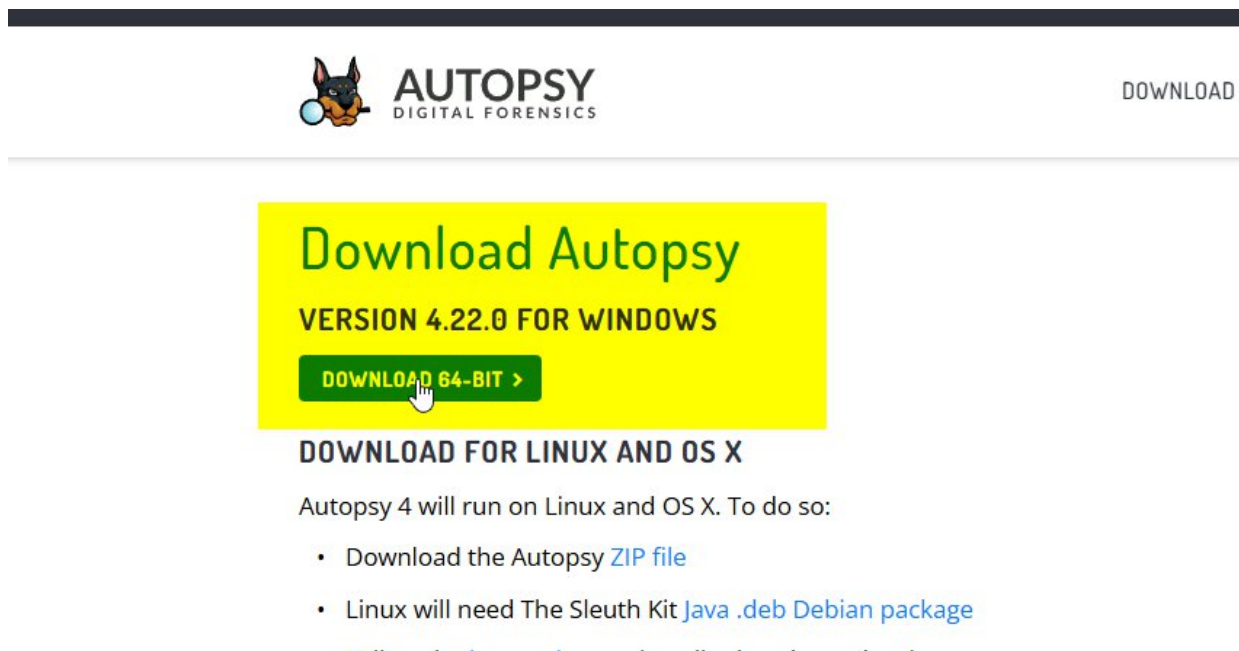 AUTOPSY
DIGITAL FORENSICS
DOWNLOAD
Download Autopsy
VERSION 4.22.0 FOR WINDOWS
DOWNLOAD 64-BIT >
DOWNLOAD FOR LINUX AND OS X
Autopsy 4 will run on Linux and OS X. To do so:
• Download the Autopsy ZIP file
• Linux will need The Sleuth Kit Java .deb Debian package